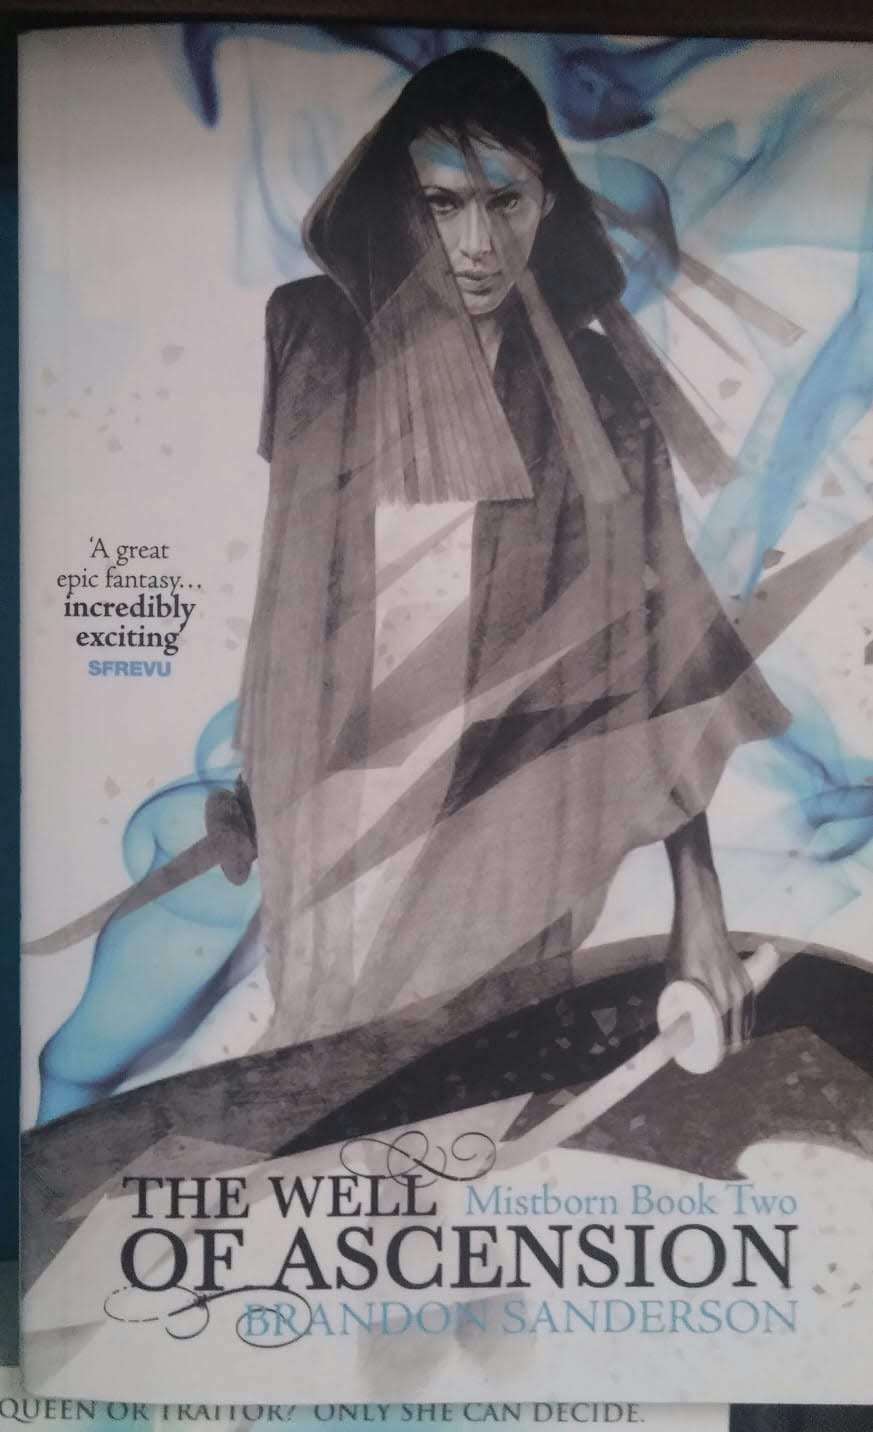 'A great
epic fantasy...
incredibly
exciting'
SFREVU
THE WELL Mistborn Book Two
OF ASCENSION
BRANDON SANDERSON
QUEEN OR TRAITOR? ONLY SHE CAN DECIDE.